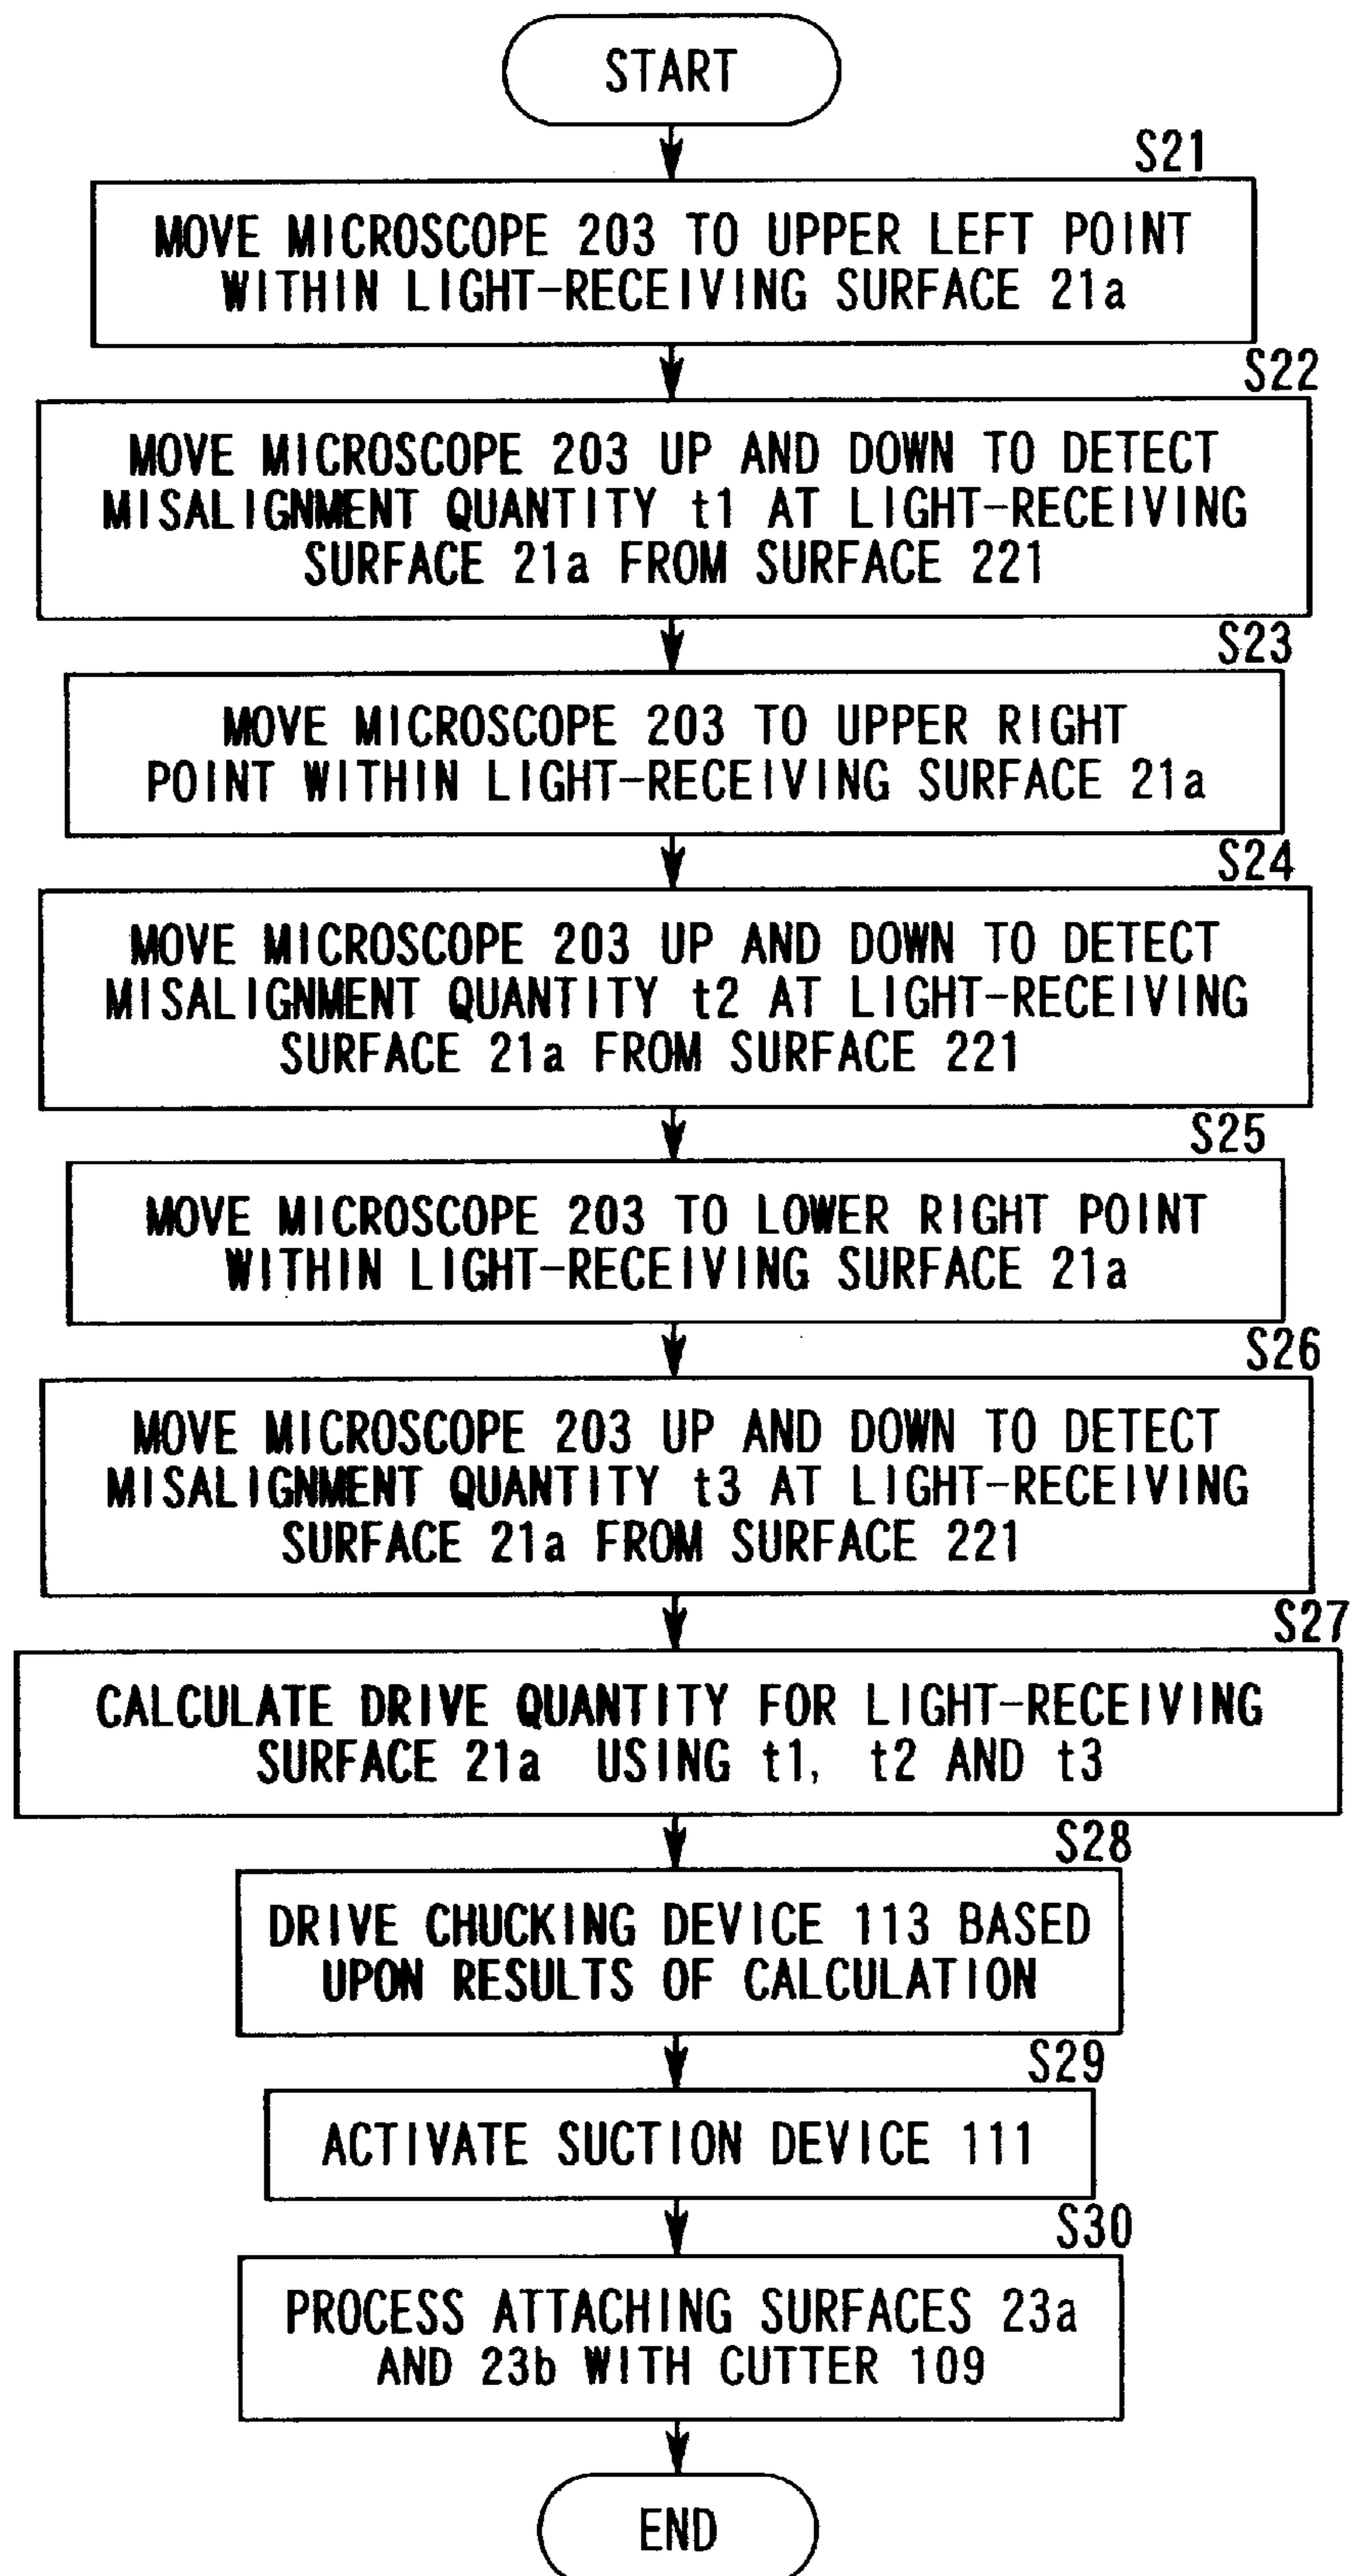 START
S21
MOVE MICROSCOPE 203 TO UPPER LEFT POINT
WITHIN LIGHT-RECEIVING SURFACE 21a
S22
MOVE MICROSCOPE 203 UP AND DOWN TO DETECT
MISALIGNMENT QUANTITY t1 AT LIGHT-RECEIVING
SURFACE 21a FROM SURFACE 221
S23
MOVE MICROSCOPE 203 TO UPPER RIGHT
POINT WITHIN LIGHT-RECEIVING SURFACE 21a
S24
MOVE MICROSCOPE 203 UP AND DOWN TO DETECT
MISALIGNMENT QUANTITY t2 AT LIGHT-RECEIVING
SURFACE 21a FROM SURFACE 221
S25
MOVE MICROSCOPE 203 TO LOWER RIGHT POINT
WITHIN LIGHT-RECEIVING SURFACE 21a
S26
MOVE MICROSCOPE 203 UP AND DOWN TO DETECT
MISALIGNMENT QUANTITY t3 AT LIGHT-RECEIVING
SURFACE 21a FROM SURFACE 221
S27
CALCULATE DRIVE QUANTITY FOR LIGHT-RECEIVING
SURFACE 21a USING t1, t2 AND t3
S28
DRIVE CHUCKING DEVICE 113 BASED
UPON RESULTS OF CALCULATION
S29
ACTIVATE SUCTION DEVICE 111
S30
PROCESS ATTACHING SURFACES 23a
AND 23b WITH CUTTER 109
END